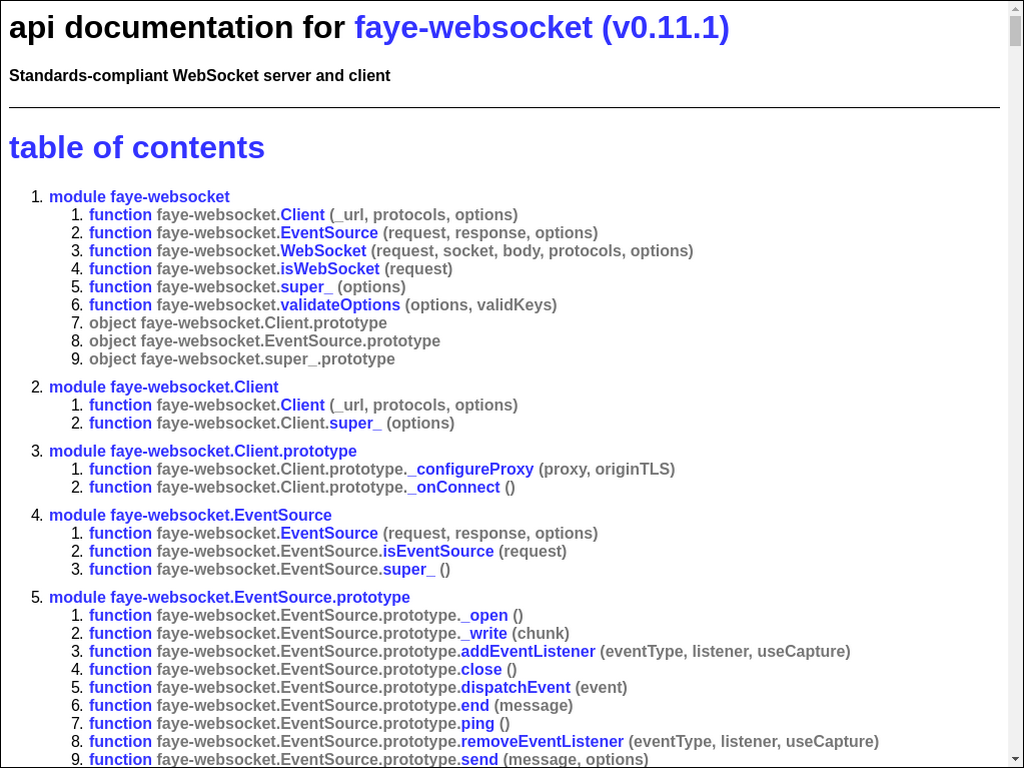 api documentation for faye-websocket (v0.11.1)
Standards-compliant WebSocket server and client
table of contents
1. module faye-websocket
1. function faye-websocket.Client (_url, protocols, options)
2. function faye-websocket.EventSource (request, response, options)
3. function faye-websocket.WebSocket (request, socket, body, protocols, options)
4. function faye-websocket.isWebSocket (request)
5. function faye-websocket.super_ (options)
6. function faye-websocket.validateOptions (options, validKeys)
7. object faye-websocket.Client.prototype
8. object faye-websocket.EventSource.prototype
9. object faye-websocket.super_.prototype
2. module faye-websocket.Client
1. function faye-websocket.Client (_url, protocols, options)
2. function faye-websocket.Client.super_ (options)
3. module faye-websocket.Client.prototype
1. function faye-websocket.Client.prototype._configureProxy (proxy, originTLS)
2. function faye-websocket.Client.prototype._onConnect ()
4. module faye-websocket.EventSource
1. function faye-websocket.EventSource (request, response, options)
2. function faye-websocket.EventSource.isEventSource (request)
3. function faye-websocket.EventSource.super_ ()
5. module faye-websocket.EventSource.prototype
1. function faye-websocket.EventSource.prototype._open ()
2. function faye-websocket.EventSource.prototype._write (chunk)
3. function faye-websocket.EventSource.prototype.addEventListener (eventType, listener, useCapture)
4. function faye-websocket.EventSource.prototype.close ()
5. function faye-websocket.EventSource.prototype.dispatchEvent (event)
6. function faye-websocket.EventSource.prototype.end (message)
7. function faye-websocket.EventSource.prototype.ping ()
8. function faye-websocket.EventSource.prototype.removeEventListener (eventType, listener, useCapture)
9. function faye-websocket.EventSource.prototype.send (message, options)